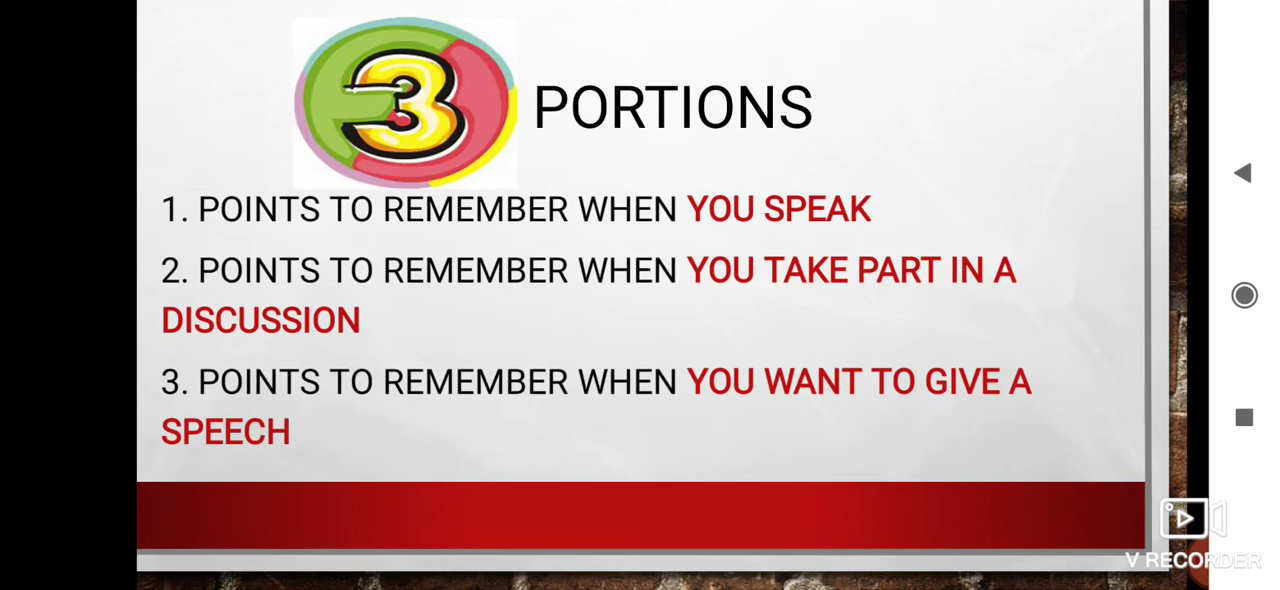 3 PORTIONS
1. POINTS TO REMEMBER WHEN YOU SPEAK
2. POINTS TO REMEMBER WHEN YOU TAKE PART IN A
DISCUSSION
3. POINTS TO REMEMBER WHEN YOU WANT TO GIVE A
SPEECH
V RECORDER